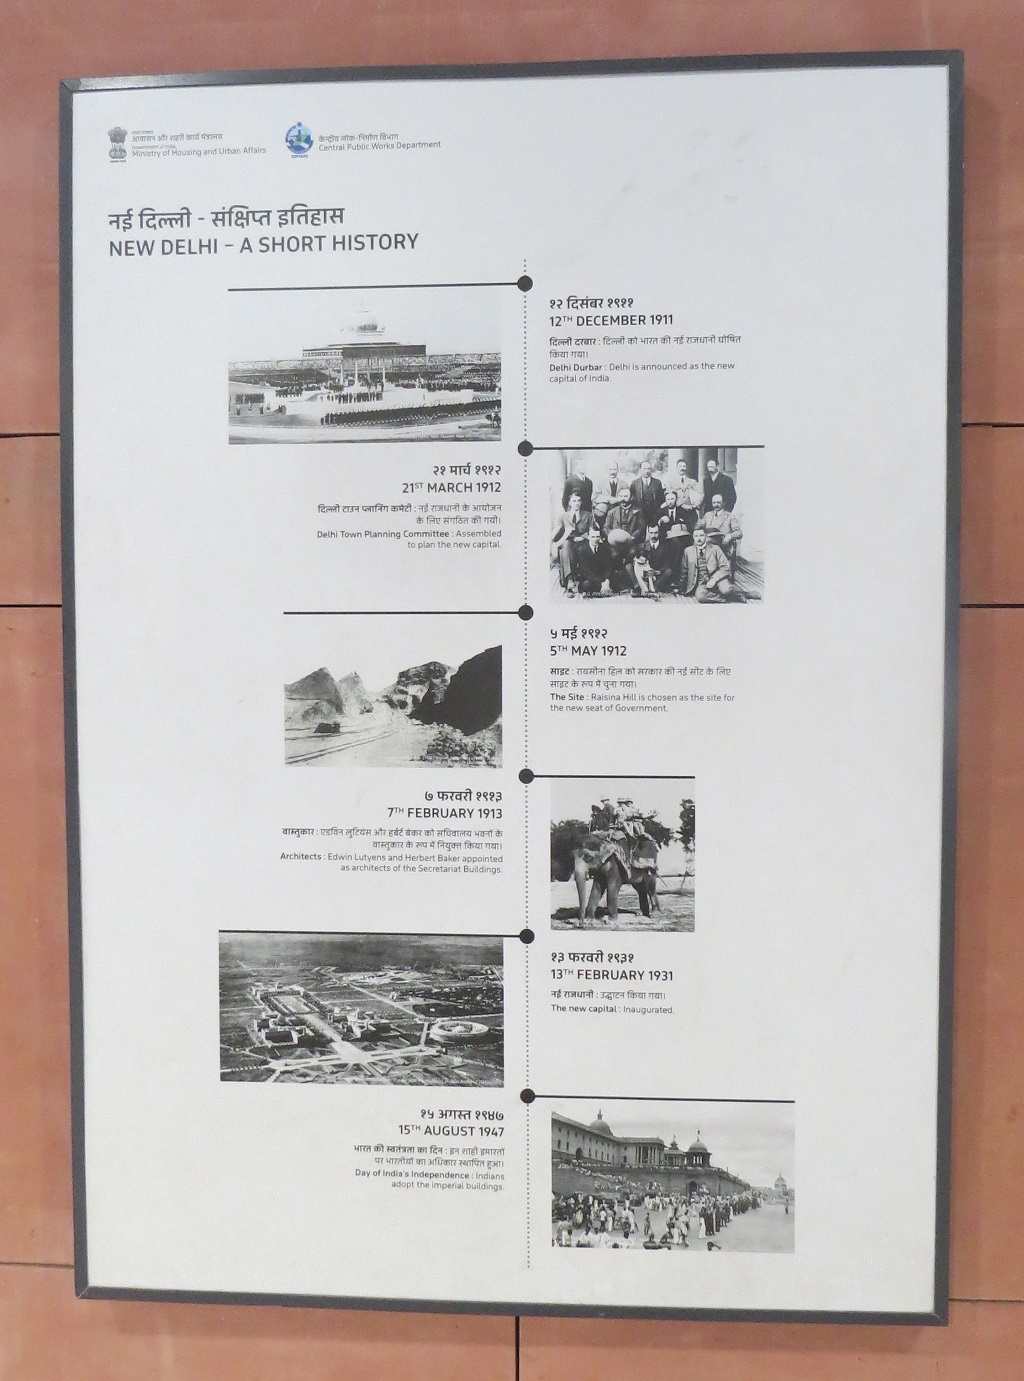 भारत सरकार
आवासन और शहरी कार्य मंत्रालय
Government of India
Ministry of Housing and Urban Affairs
केन्द्रीय लोक-निर्माण विभाग
Central Public Works Department
नई दिल्ली - संक्षिप्त इतिहास
NEW DELHI – A SHORT HISTORY
१२ दिसंबर १९११
12TH DECEMBER 1911
दिल्ली दरबार : दिल्ली को भारत की नई राजधानी घोषित
किया गया।
Delhi Durbar : Delhi is announced as the new
capital of India.
२१ मार्च १९१२
21ST MARCH 1912
दिल्ली टाउन प्लानिंग कमेटी : नई राजधानी के आयोजन
के लिए संगठित की गयी।
Delhi Town Planning Committee : Assembled
to plan the new capital.
५ मई १९१२
5TH MAY 1912
साइट : रायसीना हिल को सरकार की नई सीट के लिए
साइट के रूप में चुना गया।
The Site : Raisina Hill is chosen as the site for
the new seat of Government.
७ फरवरी १९१३
7TH FEBRUARY 1913
वास्तुकार : एडविन लुटियंस और हर्बर्ट बेकर को सचिवालय भवनों के
वास्तुकार के रूप में नियुक्त किया गया।
Architects : Edwin Lutyens and Herbert Baker appointed
as architects of the Secretariat Buildings.
१३ फरवरी १९३१
13TH FEBRUARY 1931
नई राजधानी : उद्घाटन किया गया।
The new capital : Inaugurated.
१५ अगस्त १९४७
15TH AUGUST 1947
भारत की स्वतंत्रता का दिन : इन शाही इमारतों
पर भारतीयों का अधिकार स्थापित हुआ।
Day of India's Independence : Indians
adopt the imperial buildings.